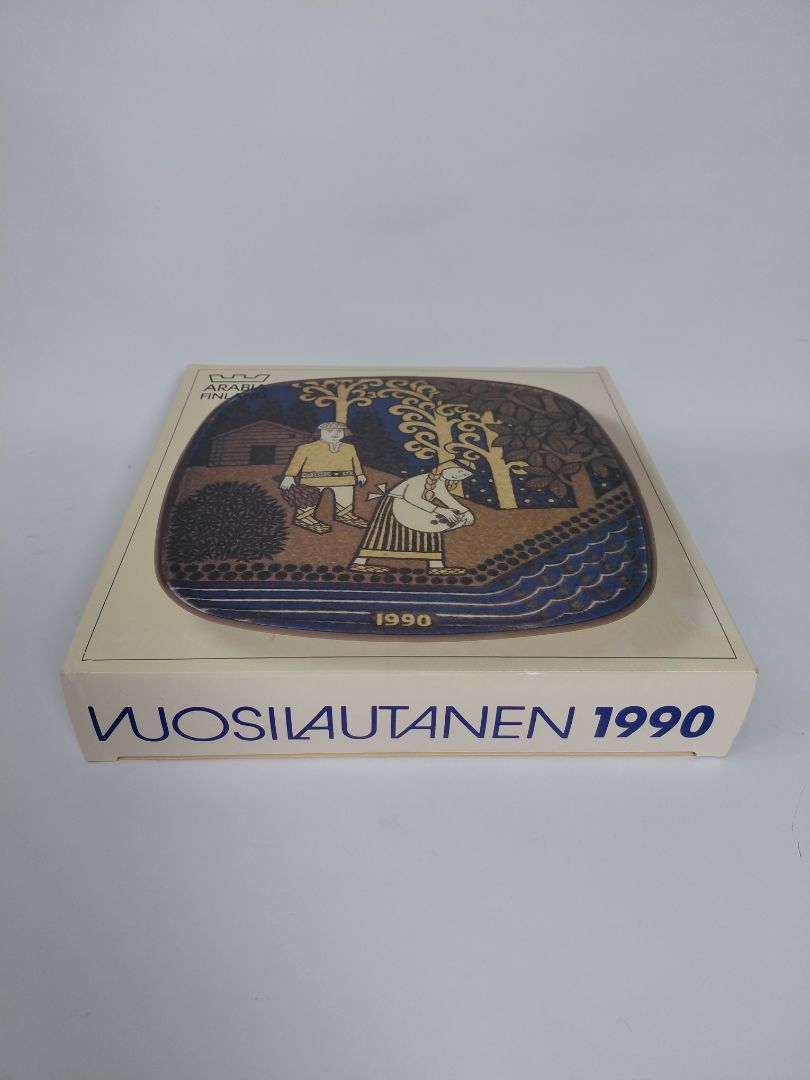 ARABIA
FINLAND
1990
VUOSILAUTANEN 1990